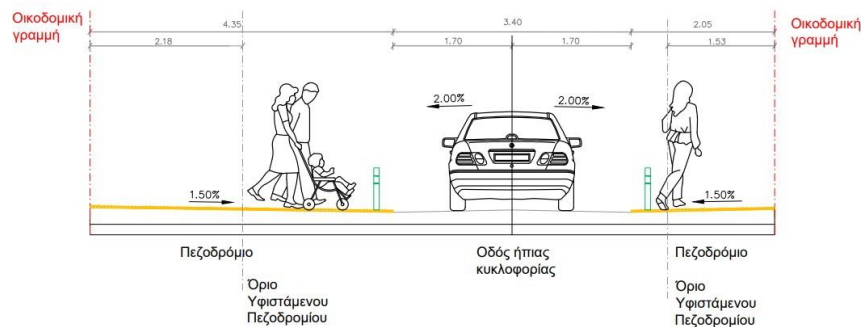 Οικοδομική
γραμμή
4.35
3.40
2.05
Οικοδομική
γραμμή
2.18
1.70
1.70
1.53
2.00%
2.00%
1.50%
1.50%
Πεζοδρόμιο
Οδός ήπιας
κυκλοφορίας
Πεζοδρόμιο
Όριο
Υφιστάμενου
Πεζοδρομίου
Όριο
Υφιστάμενου
Πεζοδρομίου